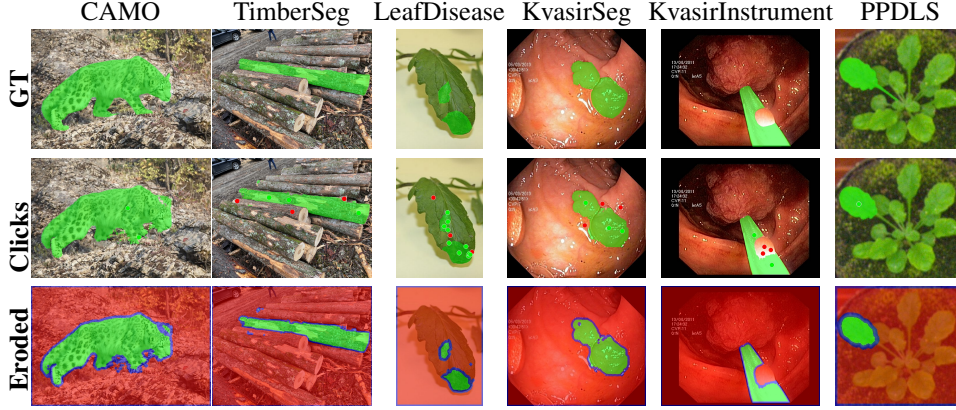 CAMO TimberSeg LeafDisease KvasirSeg KvasirInstrument PPDLS
GT
Clicks
Eroded